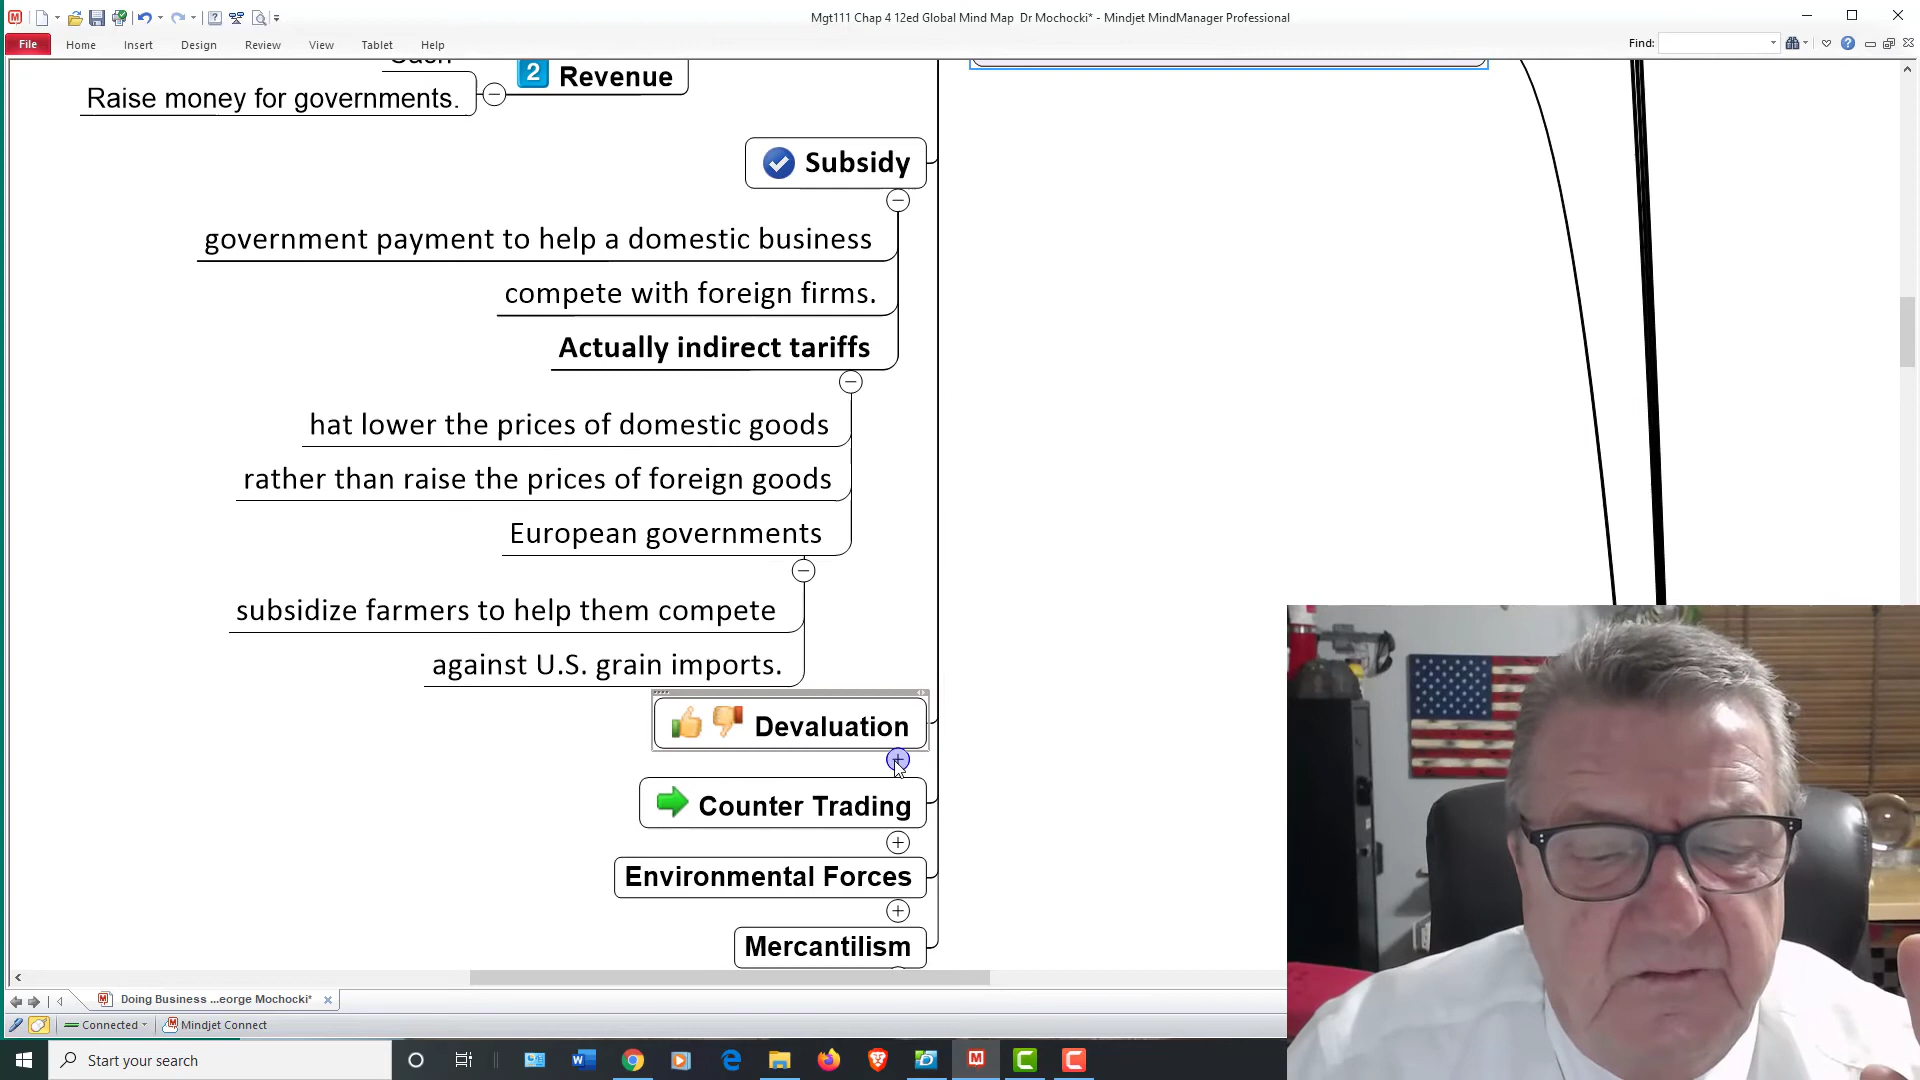 Mgt111 Chap 4 12ed Global Mind Map  Dr Mochocki* - Mindjet MindManager Professional
File Home Insert Design Review View Tablet Help Find:
2 Revenue
Raise money for governments.
Subsidy
government payment to help a domestic business
compete with foreign firms.
Actually indirect tariffs
hat lower the prices of domestic goods
rather than raise the prices of foreign goods
European governments
subsidize farmers to help them compete
against U.S. grain imports.
Devaluation
Counter Trading
Environmental Forces
Mercantilism
Doing Business ...eorge Mochocki*
Connected Mindjet Connect
Start your search